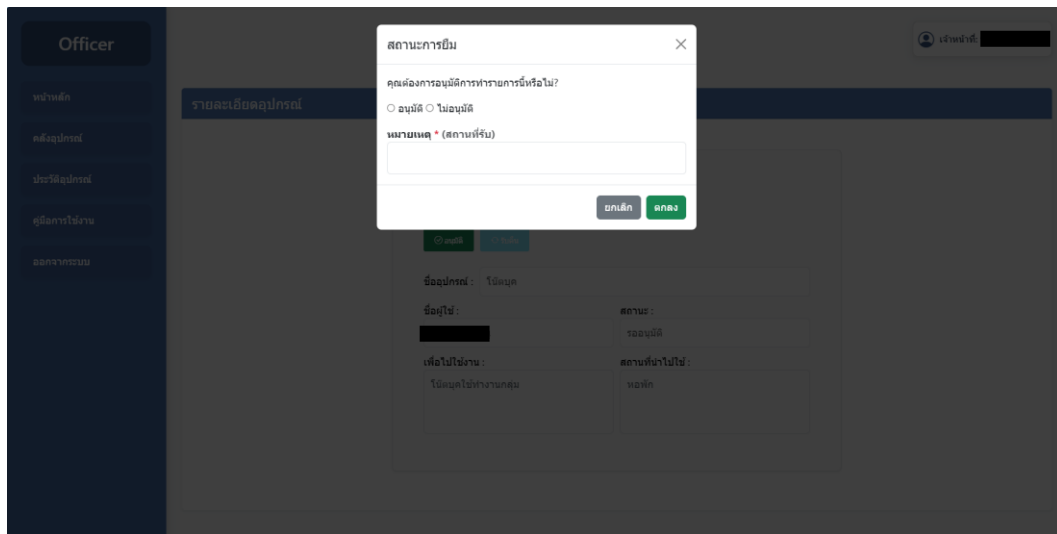 Officer
หน้าหลัก
คลังอุปกรณ์
ประวัติอุปกรณ์
คู่มือการใช้งาน
ออกจากระบบ
เจ้าหน้าที่:
รายละเอียดอุปกรณ์
สถานะการยืม
คุณต้องการอนุมัติการทำรายการนี้หรือไม่?
อนุมัติ ไม่อนุมัติ
หมายเหตุ * (สถานที่รับ)
ยกเลิก ตกลง
อนุมัติ
ชื่ออุปกรณ์ : โน้ตบุค
ชื่อผู้ใช้ : สถานะ :
รออนุมัติ
เพื่อไปใช้งาน : สถานที่นำไปใช้ :
โน้ตบุคใช้ทำงานกลุ่ม หอพัก